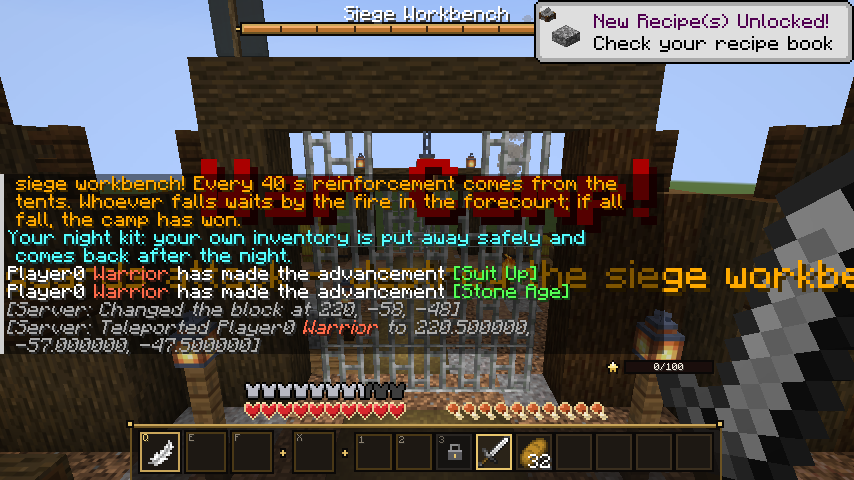 Siege Workbench
New Recipe(s) Unlocked!
Check your recipe book
War Camp!
siege workbench! Every 40 s reinforcement comes from the
tents. Whoever falls waits by the fire in the forecourt; if all
fall, the camp has won.
Your night kit: your own inventory is put away safely and
comes back after the night.
Player0 Warrior has made the advancement [Suit Up]
the siege workbe
Player0 Warrior has made the advancement [Stone Age]
[Server: Changed the block at 220, -58, -48]
[Server: Teleported Player0 Warrior to 220.500000,
-57.000000, -47.500000]
0/100
Q E F X 1 2 3
32